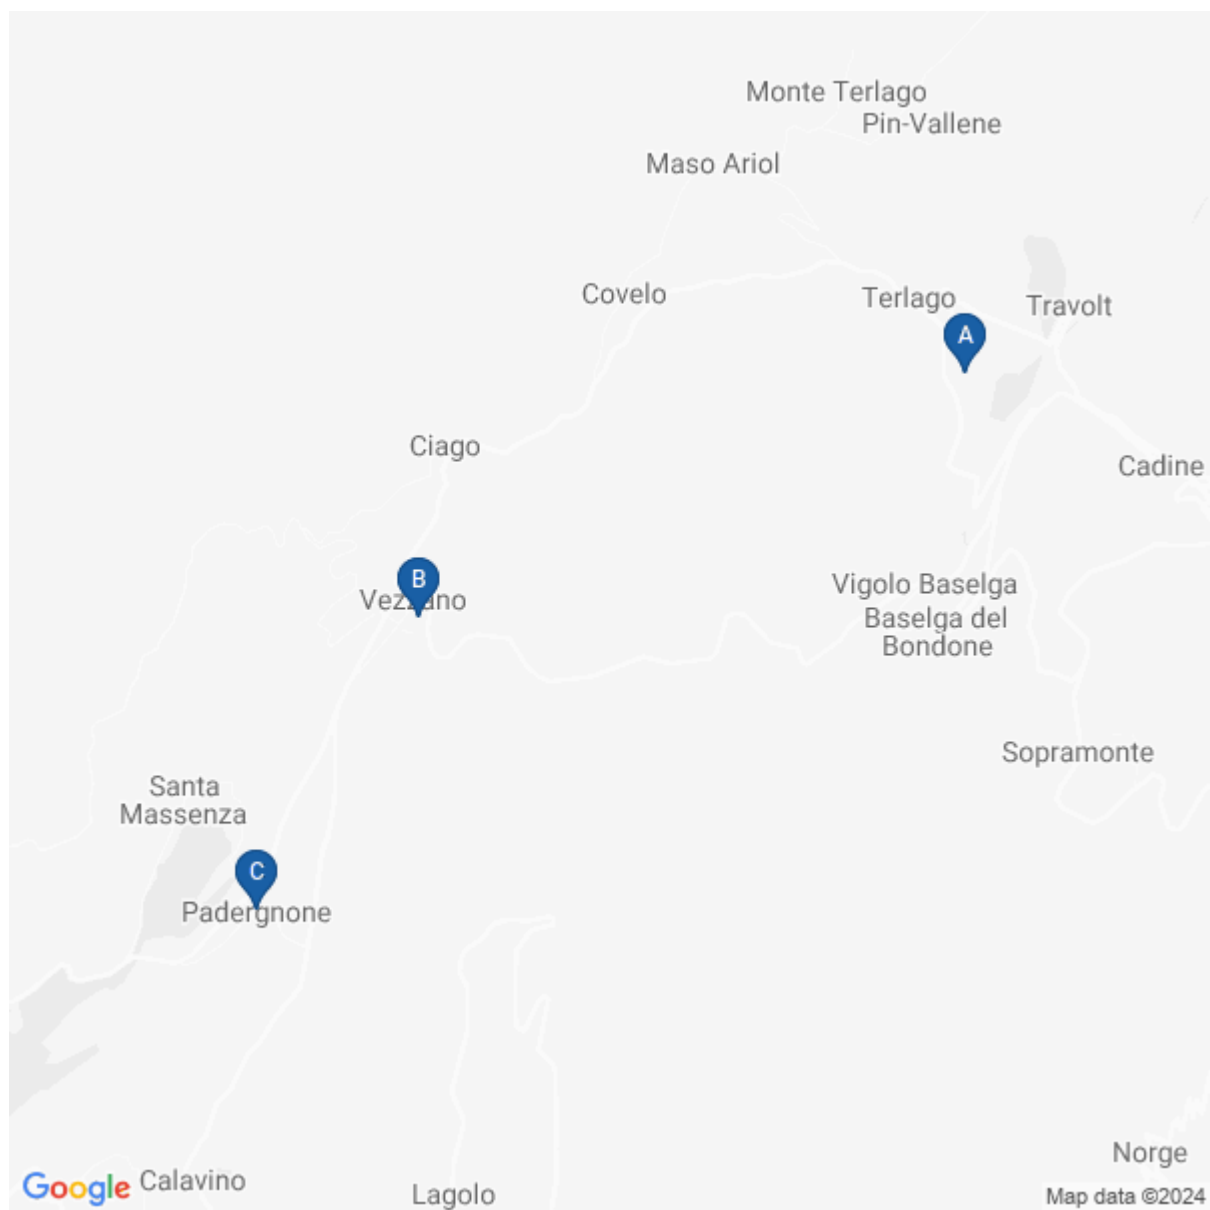 Monte Terlago
Pin-Vallene
Maso Ariol
Covelo
Terlago
Travolt
A
Ciago
Cadine
B
Vezzano
Vigolo Baselga
Baselga del
Bondone
Sopramonte
Santa
Massenza
C
Padergnone
Norge
Google
Calavino
Lagolo
Map data ©2024